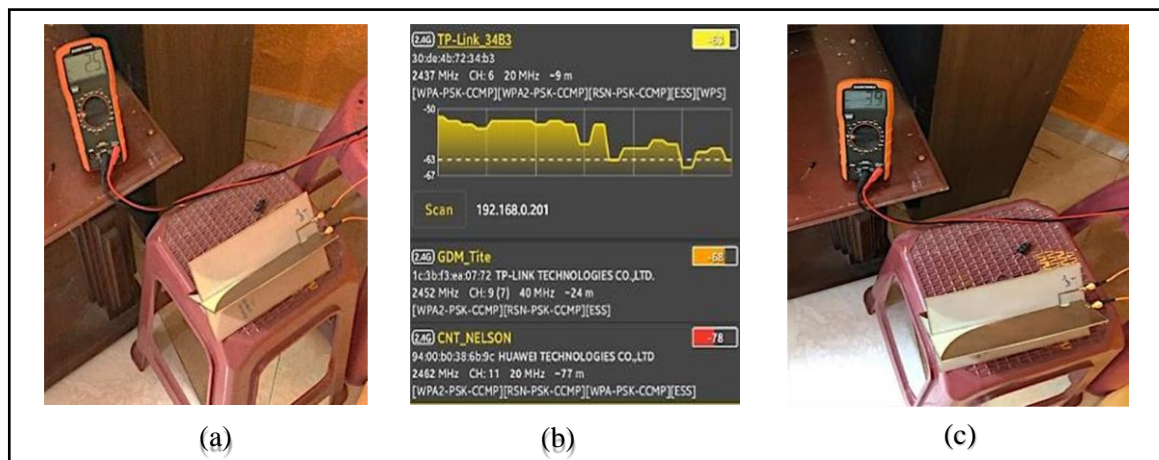 25
2.4G TP-Link_34B3 -63
30:de:4b:72:34:b3
2437 MHz CH: 6 20 MHz ~9 m
[WPA-PSK-CCMP][WPA2-PSK-CCMP][RSN-PSK-CCMP][ESS][WPS]
-50
-63
-67
Scan 192.168.0.201
2.4G GDM_Tite -68
1c:3b:f3:ea:07:72 TP-LINK TECHNOLOGIES CO.,LTD.
2452 MHz CH: 9 (7) 40 MHz ~24 m
[WPA2-PSK-CCMP][RSN-PSK-CCMP][ESS]
2.4G CNT_NELSON -78
94:00:b0:38:6b:9c HUAWEI TECHNOLOGIES CO.,LTD
2462 MHz CH: 11 20 MHz ~77 m
[WPA2-PSK-CCMP][RSN-PSK-CCMP][WPA-PSK-CCMP][ESS]
39
(a)
(b)
(c)